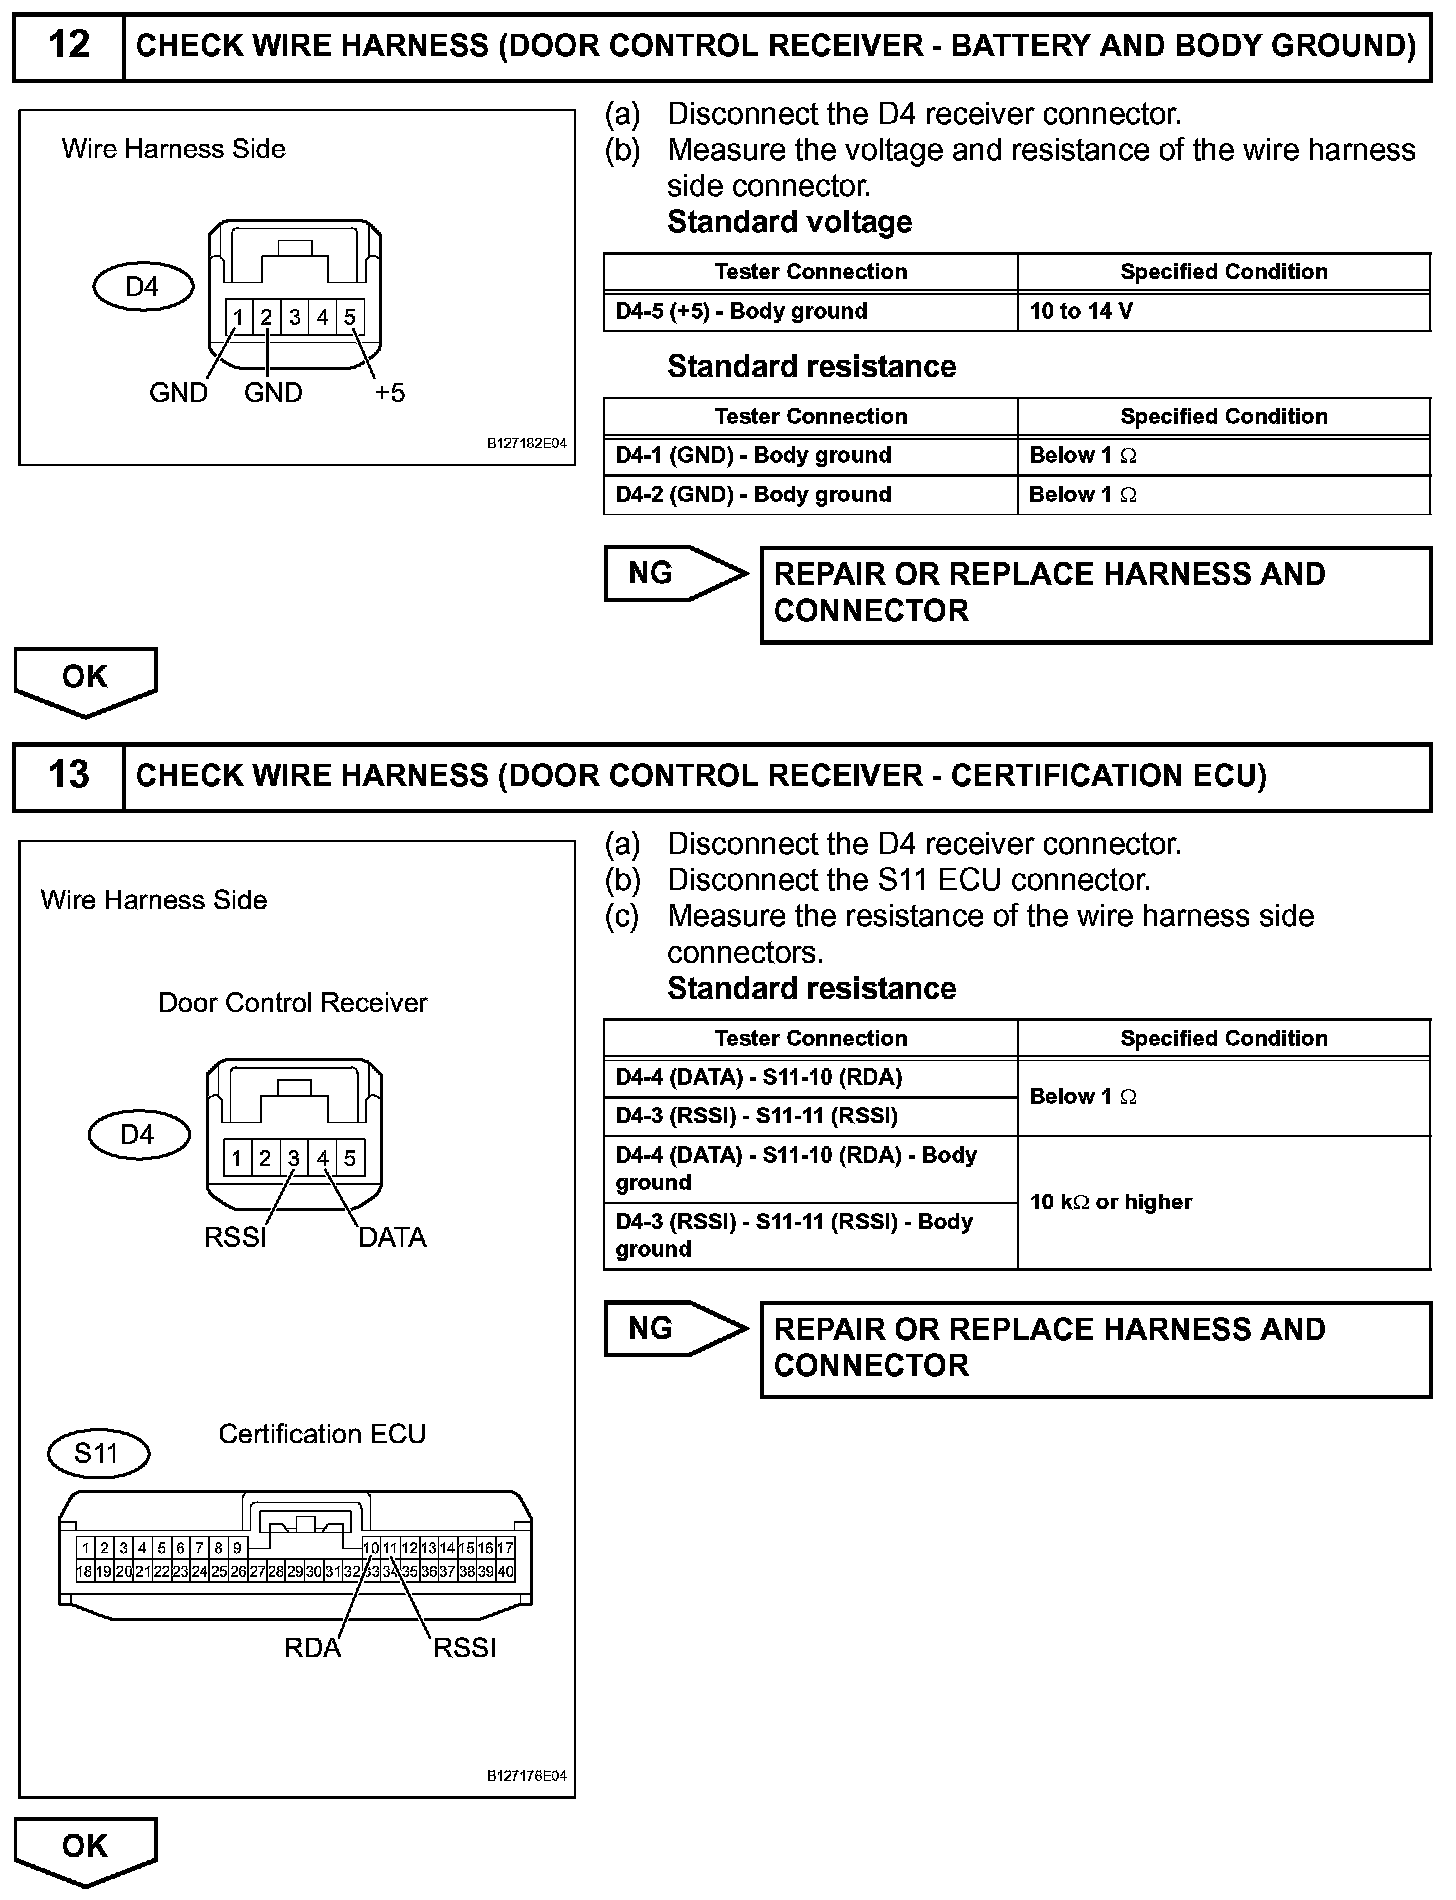 12 CHECK WIRE HARNESS (DOOR CONTROL RECEIVER - BATTERY AND BODY GROUND)
Wire Harness Side
D4
1 2 3 4 5
GND GND +5
B127182E04
(a) Disconnect the D4 receiver connector.
(b) Measure the voltage and resistance of the wire harness
side connector.
Standard voltage
Tester Connection Specified Condition
D4-5 (+5) - Body ground 10 to 14 V
Standard resistance
Tester Connection Specified Condition
D4-1 (GND) - Body ground Below 1 Ω
D4-2 (GND) - Body ground Below 1 Ω
NG
REPAIR OR REPLACE HARNESS AND
CONNECTOR
OK
13 CHECK WIRE HARNESS (DOOR CONTROL RECEIVER - CERTIFICATION ECU)
Wire Harness Side
Door Control Receiver
D4
1 2 3 4 5
RSSI DATA
Certification ECU
S11
1 2 3 4 5 6 7 8 9 10 11 12 13 14 15 16 17
18 19 20 21 22 23 24 25 26 27 28 29 30 31 32 33 34 35 36 37 38 39 40
RDA RSSI
B127176E04
(a) Disconnect the D4 receiver connector.
(b) Disconnect the S11 ECU connector.
(c) Measure the resistance of the wire harness side
connectors.
Standard resistance
Tester Connection Specified Condition
D4-4 (DATA) - S11-10 (RDA)
Below 1 Ω
D4-3 (RSSI) - S11-11 (RSSI)
D4-4 (DATA) - S11-10 (RDA) - Body
ground
10 kΩ or higher
D4-3 (RSSI) - S11-11 (RSSI) - Body
ground
NG
REPAIR OR REPLACE HARNESS AND
CONNECTOR
OK